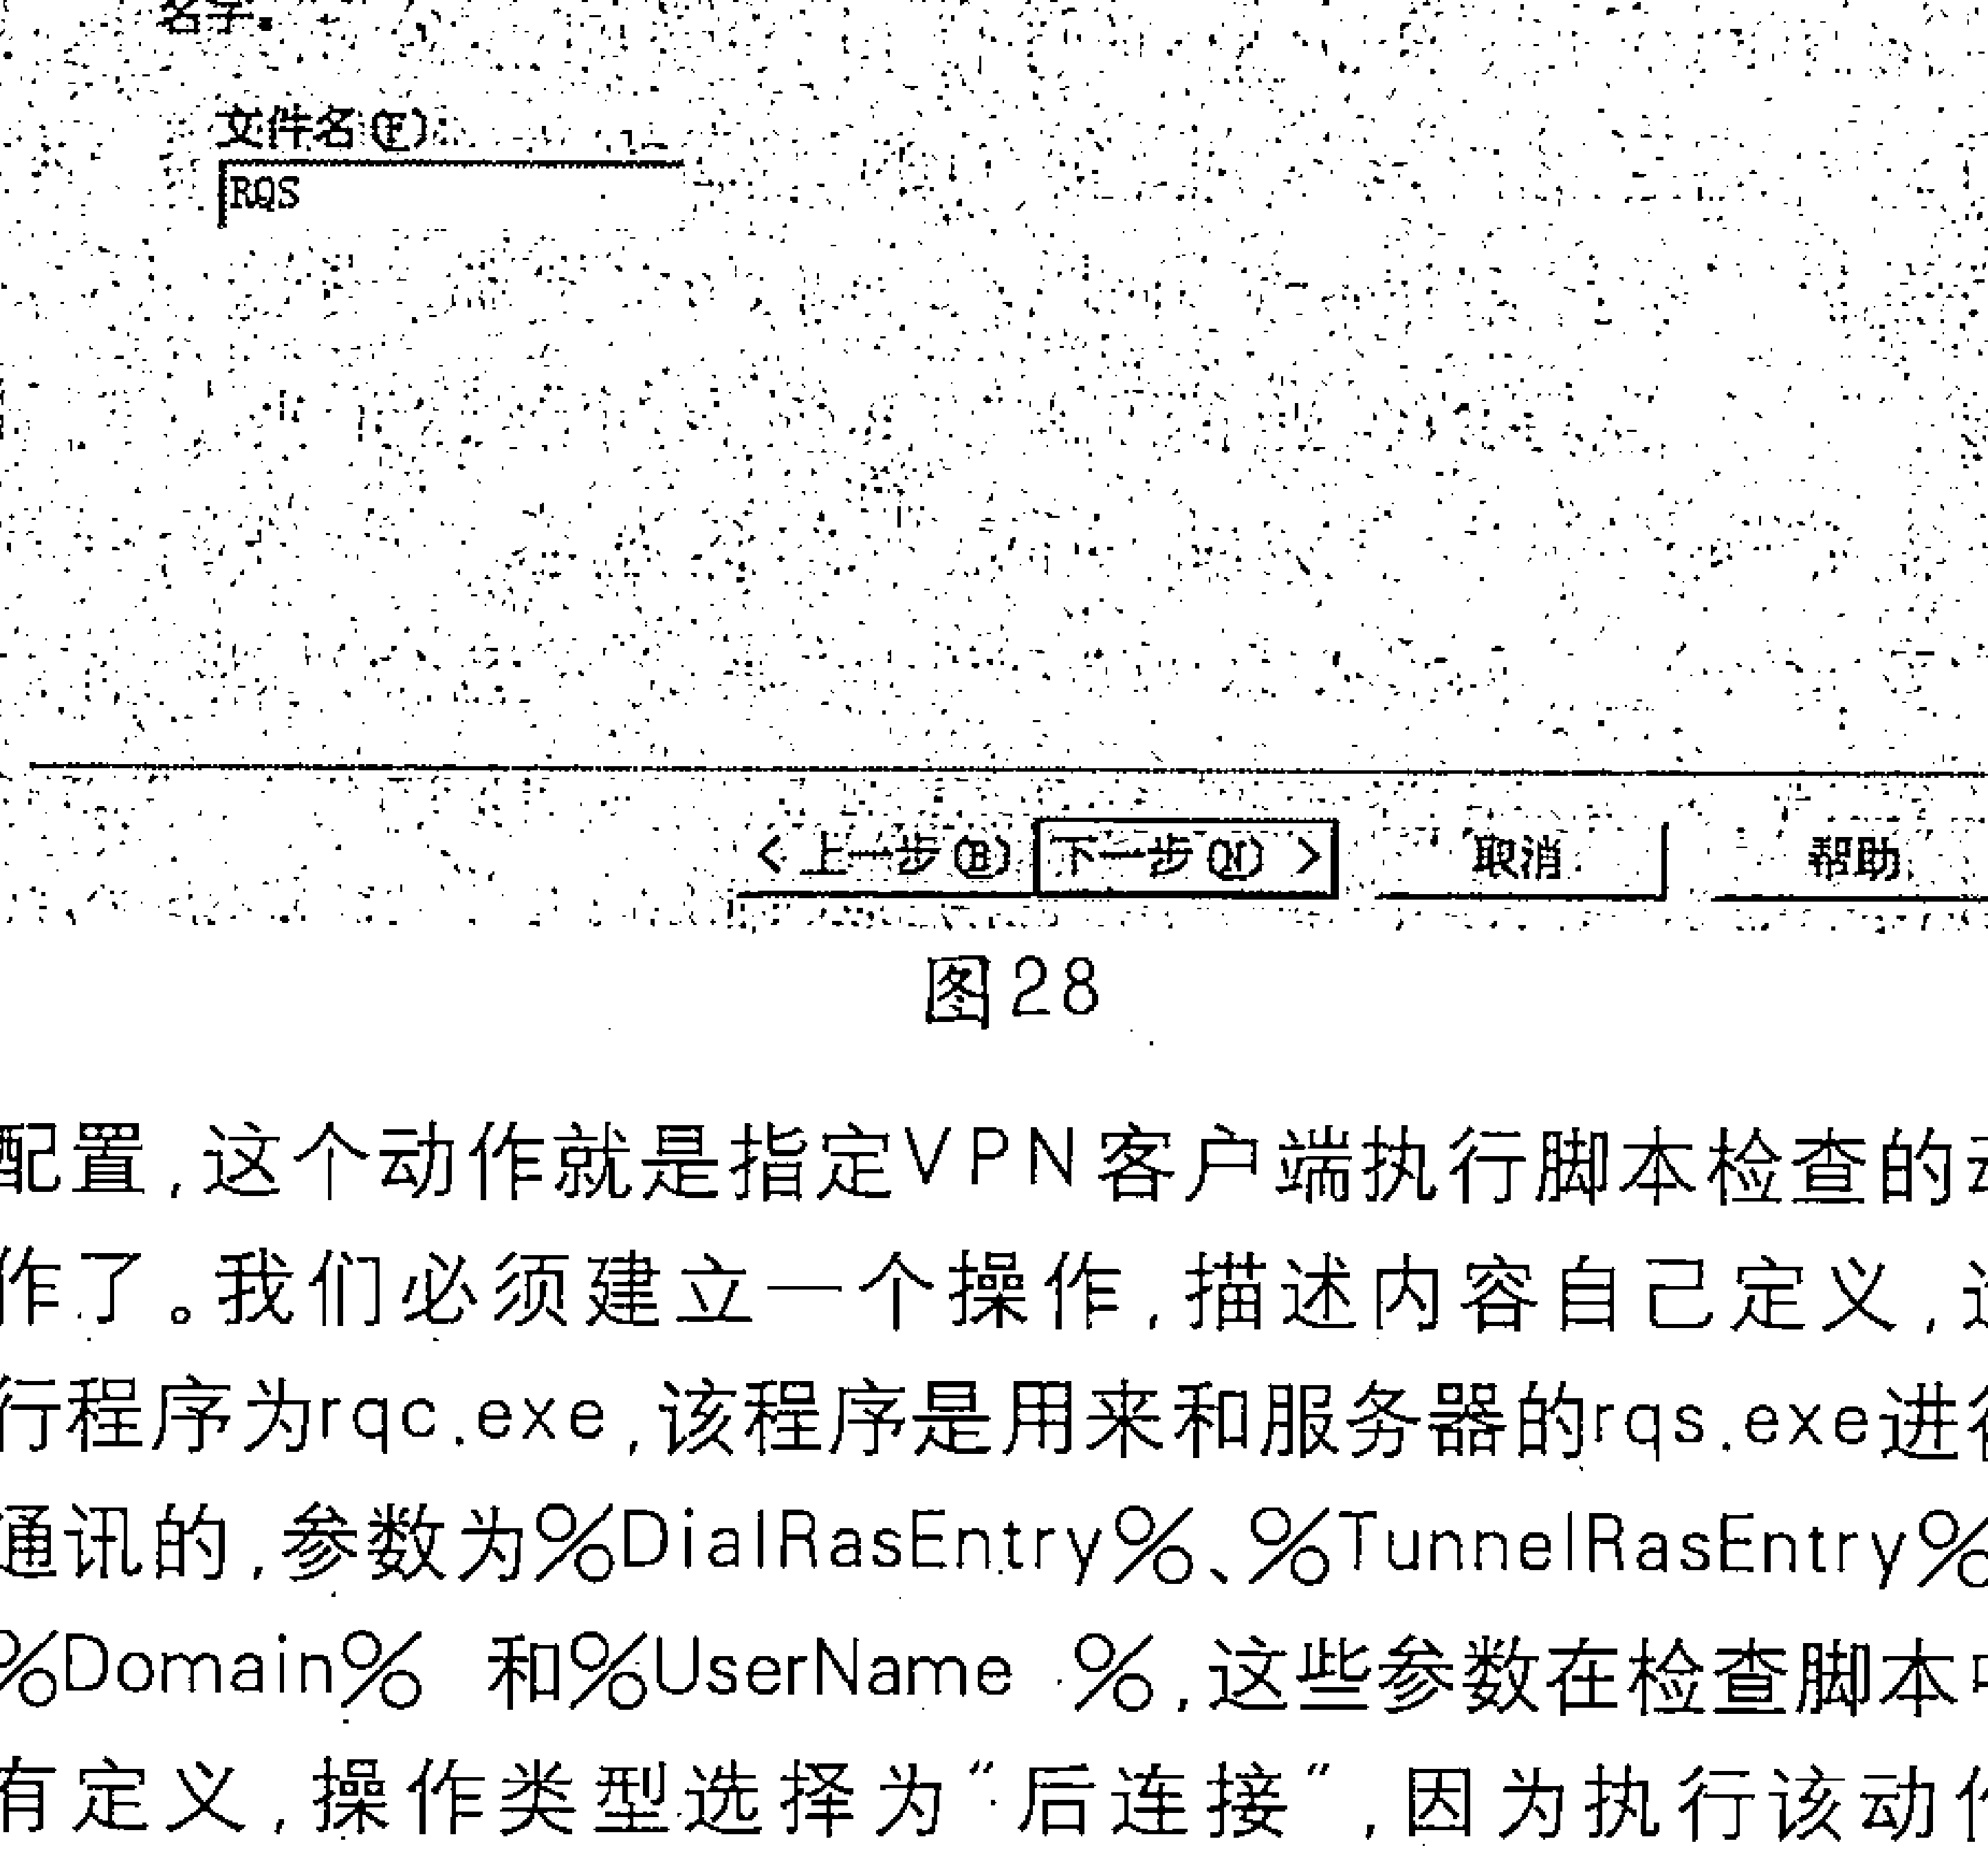 名字。
文件名(F):
RQS
< 上一步(B) 下一步(N) > 取消 帮助
图28
配置,这个动作就是指定VPN客户端执行脚本检查的动
作了。我们必须建立一个操作,描述内容自己定义,运
行程序为rqc.exe,该程序是用来和服务器的rqs.exe进行
通讯的,参数为%DialRasEntry%、%TunnelRasEntry%
%Domain% 和%UserName %,这些参数在检查脚本中
有定义,操作类型选择为“后连接”,因为执行该动作